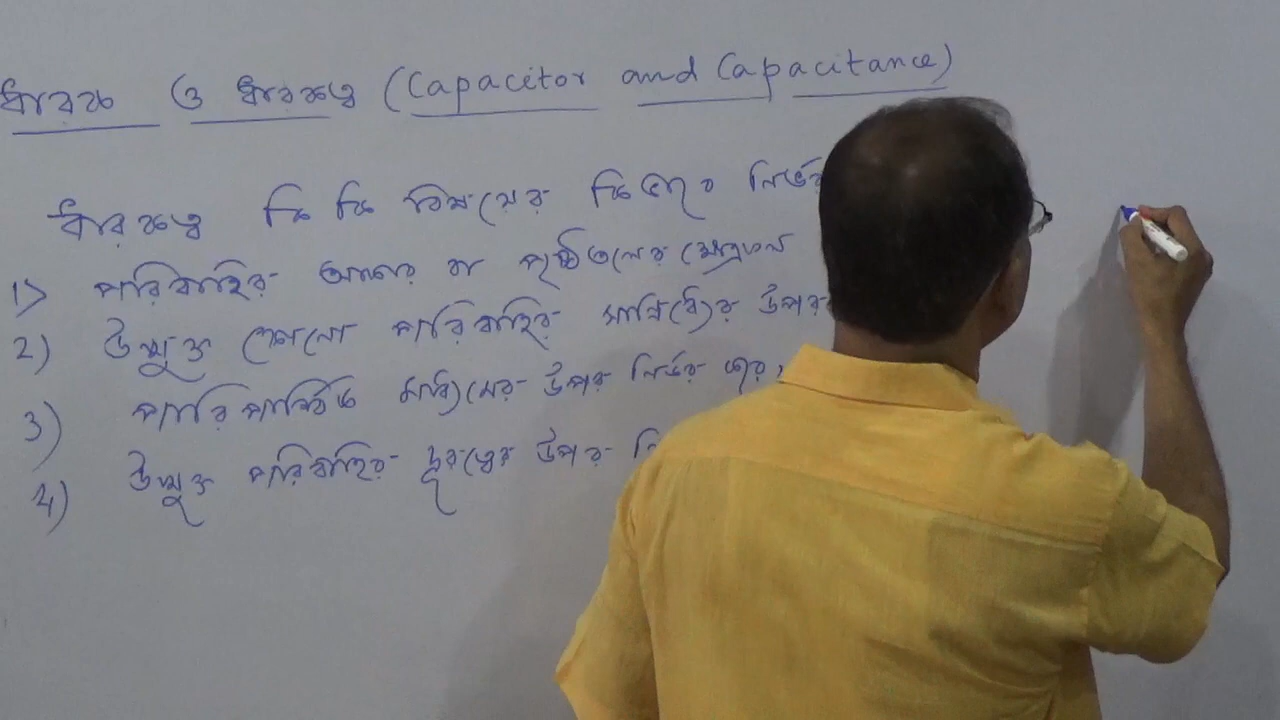 ধারক ও ধারকত্ব (Capacitor and Capacitance)
ধারকত্ব কি কি বিষয়ের উপর নির্ভর
1) পরিবাহির আকার বা পৃষ্ঠতলের ক্ষেত্রফল
2) উন্মুক্ত কোনো পরিবাহির সান্নিধ্যের উপর
3) পারিপার্শ্বিক মাধ্যমের উপর নির্ভর করে,
4) উন্মুক্ত পরিবাহির দূরত্বের উপর